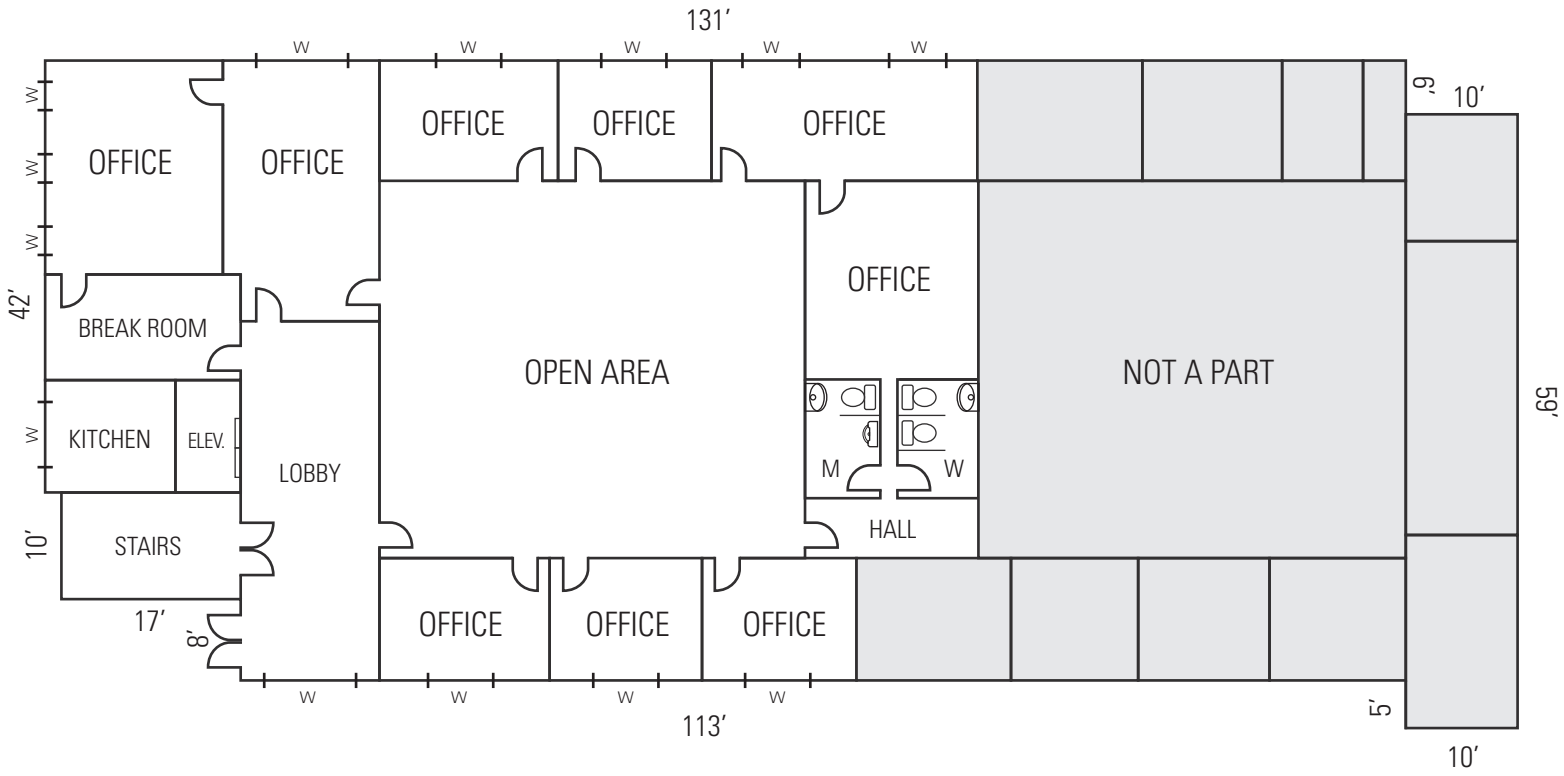 131'
W W W W W
6'
10'
W
OFFICE OFFICE OFFICE
W
OFFICE OFFICE
W
OFFICE
42'
BREAK ROOM
OPEN AREA
NOT A PART
59'
W
KITCHEN
ELEV.
LOBBY
M
W
10'
STAIRS
HALL
17'
8'
OFFICE OFFICE OFFICE
W W W W
5'
113'
10'